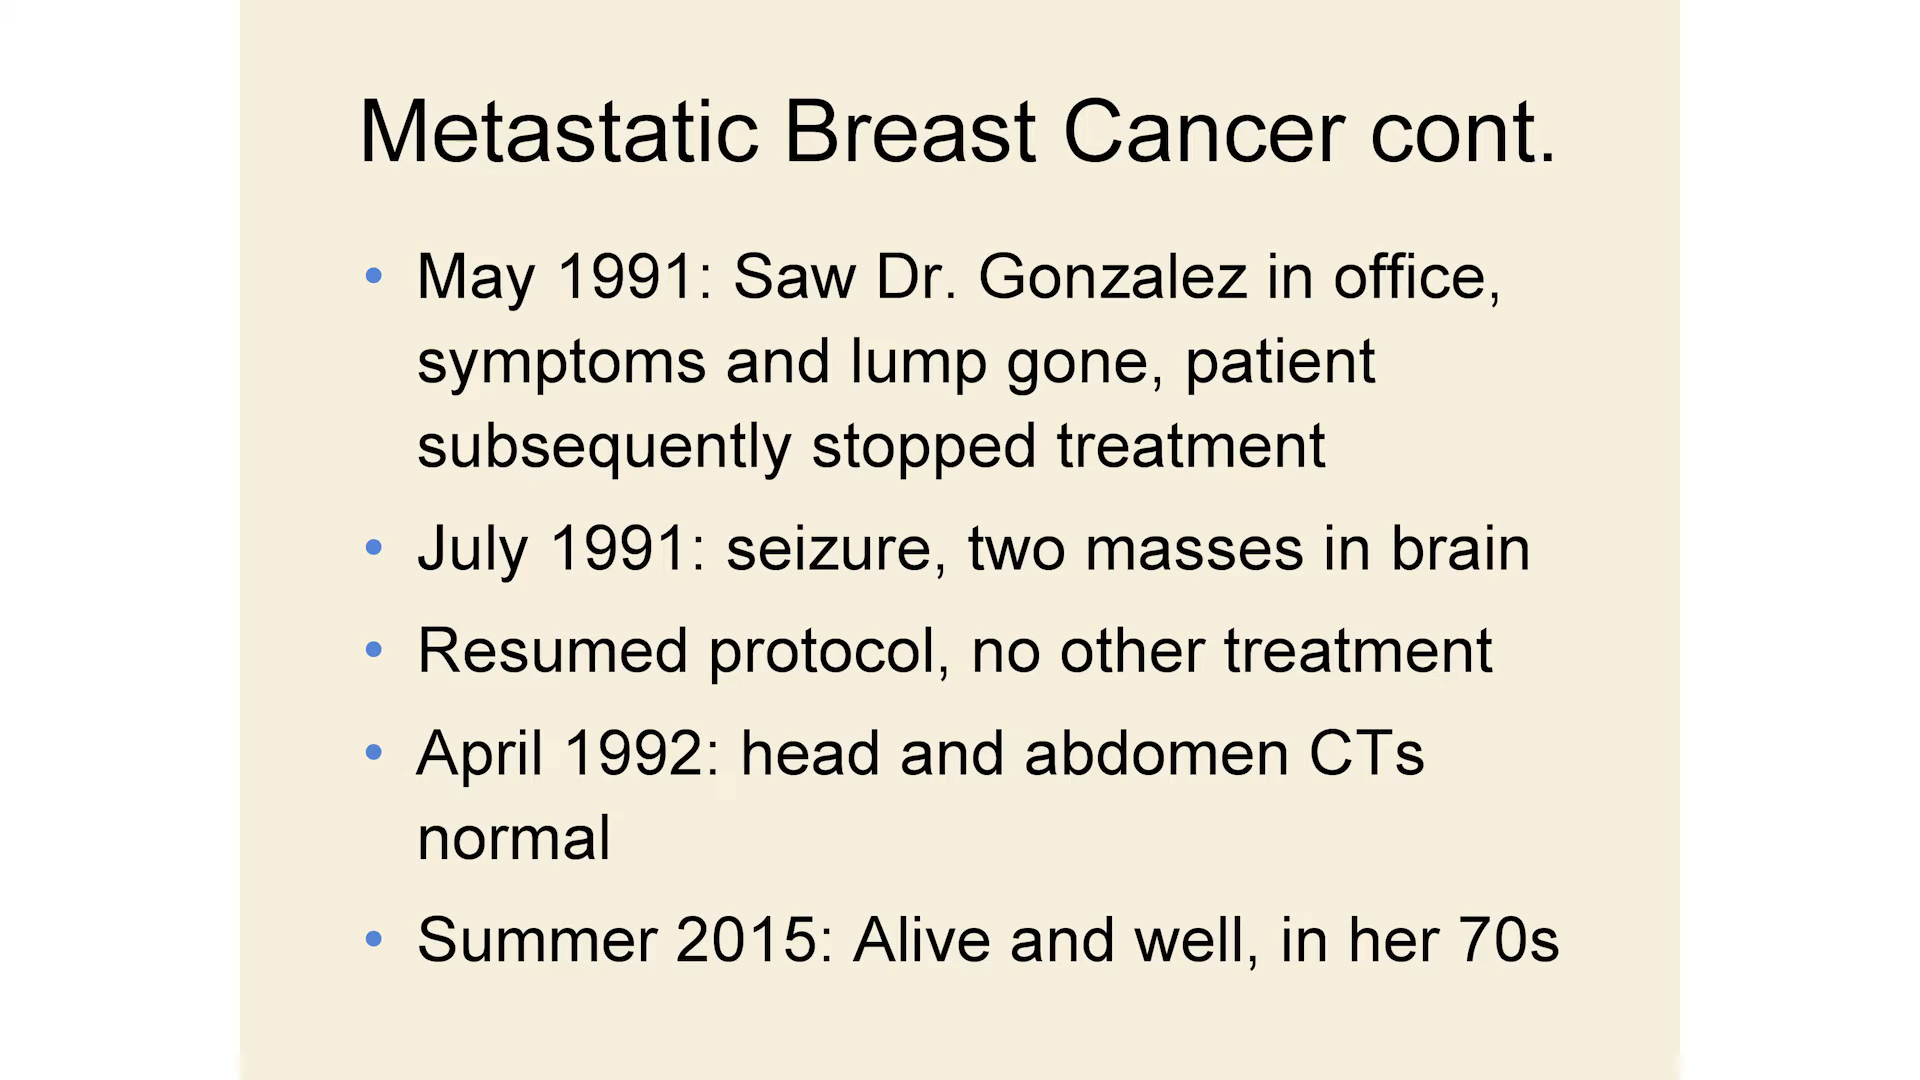 Metastatic Breast Cancer cont.
• May 1991: Saw Dr. Gonzalez in office,
symptoms and lump gone, patient
subsequently stopped treatment
• July 1991: seizure, two masses in brain
• Resumed protocol, no other treatment
• April 1992: head and abdomen CTs
normal
• Summer 2015: Alive and well, in her 70s